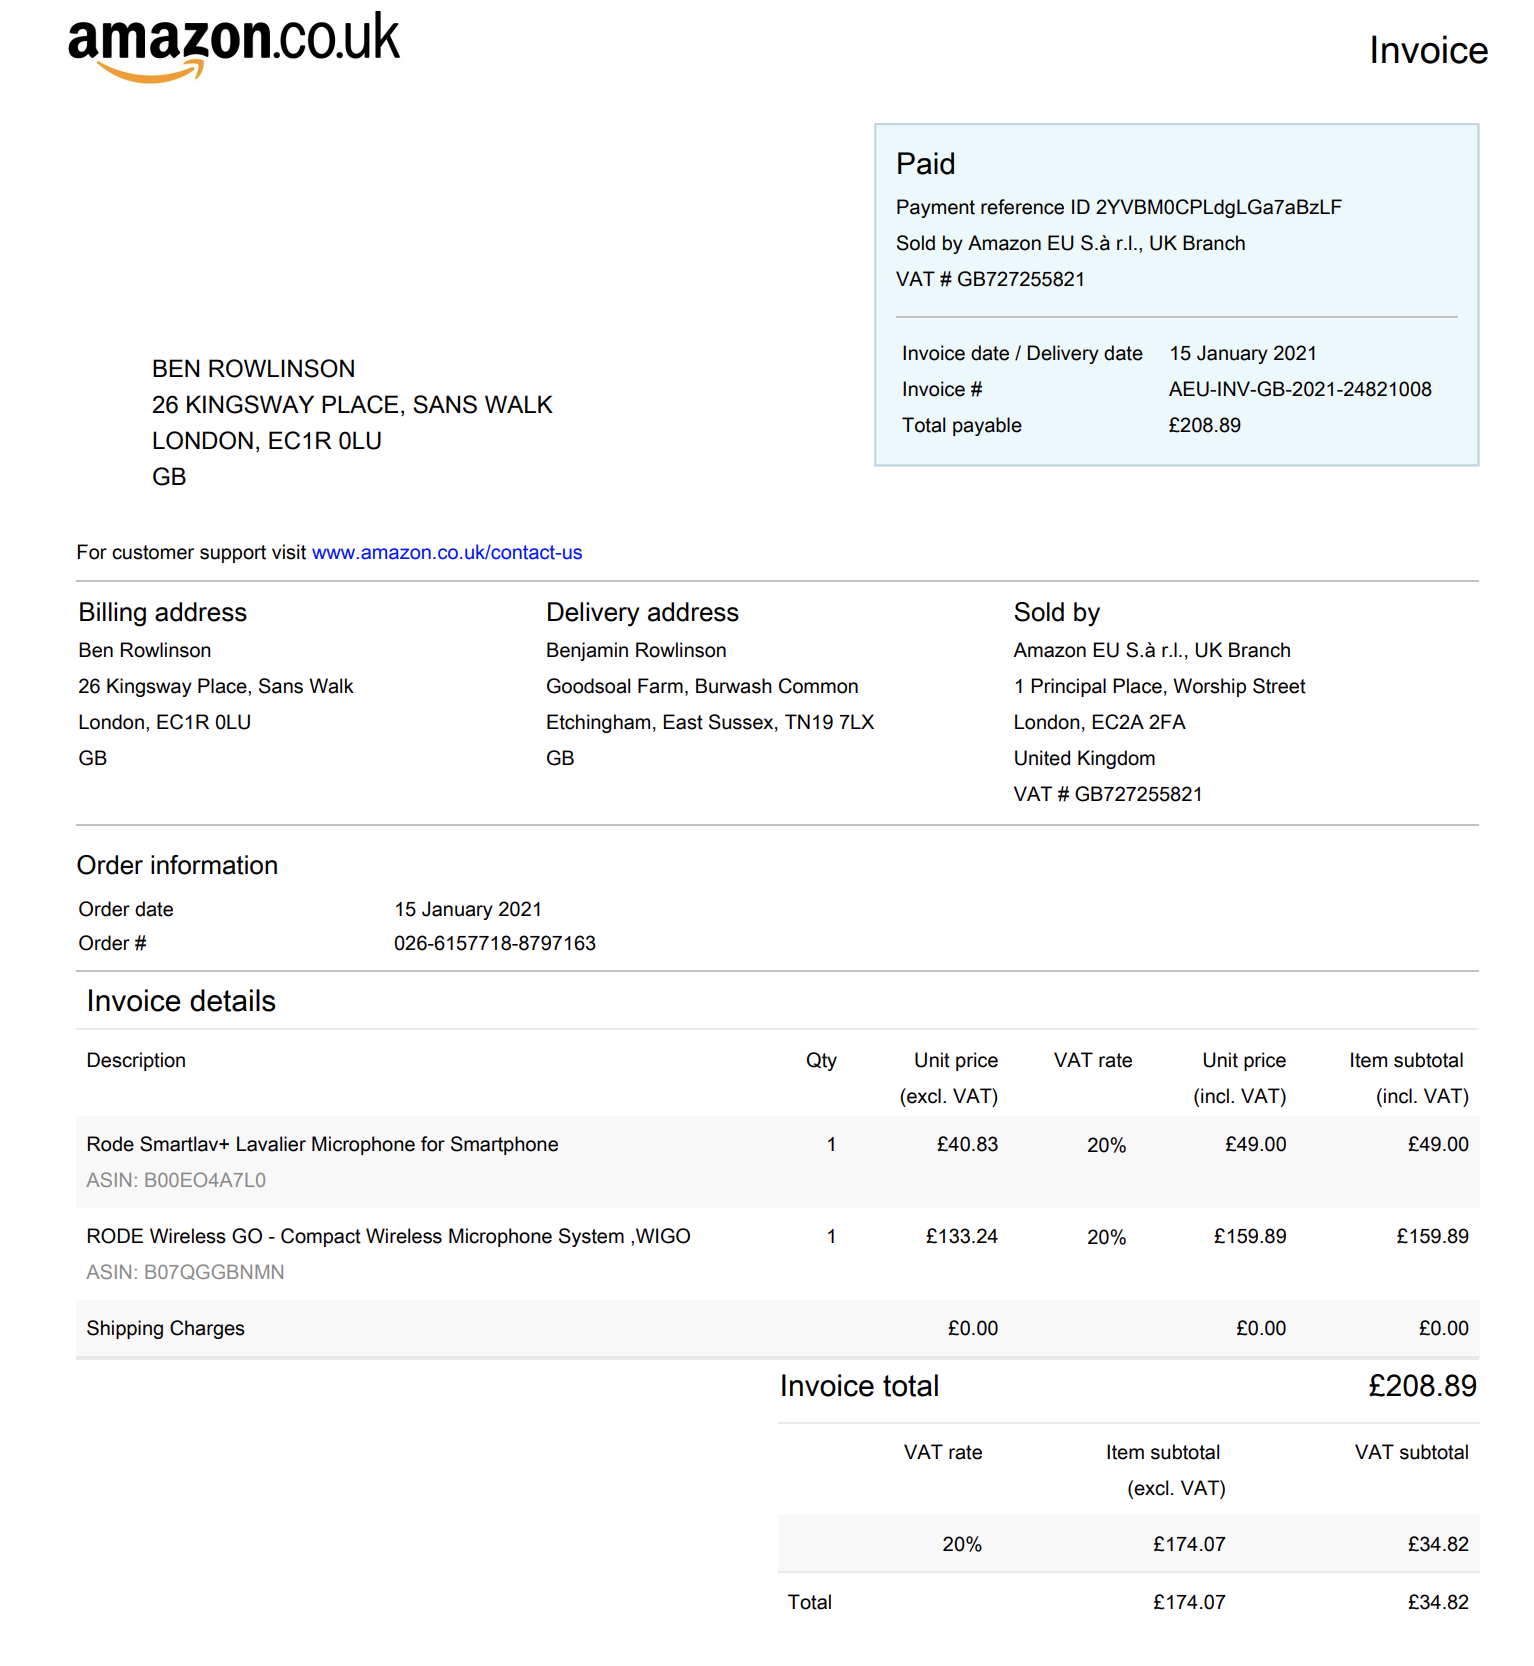 amazon.co.uk
Invoice
Paid
Payment reference ID 2YVBM0CPLdgLGa7aBzLF
Sold by Amazon EU S.à r.l., UK Branch
VAT # GB727255821
Invoice date / Delivery date 15 January 2021
Invoice # AEU-INV-GB-2021-24821008
Total payable £208.89
BEN ROWLINSON
26 KINGSWAY PLACE, SANS WALK
LONDON, EC1R 0LU
GB
For customer support visit www.amazon.co.uk/contact-us
Billing address
Ben Rowlinson
26 Kingsway Place, Sans Walk
London, EC1R 0LU
GB
Delivery address
Benjamin Rowlinson
Goodsoal Farm, Burwash Common
Etchingham, East Sussex, TN19 7LX
GB
Sold by
Amazon EU S.à r.l., UK Branch
1 Principal Place, Worship Street
London, EC2A 2FA
United Kingdom
VAT # GB727255821
Order information
Order date 15 January 2021
Order # 026-6157718-8797163
Invoice details
Description Qty Unit price VAT rate Unit price Item subtotal
(excl. VAT) (incl. VAT) (incl. VAT)
Rode Smartlav+ Lavalier Microphone for Smartphone 1 £40.83 20% £49.00 £49.00
ASIN: B00EO4A7L0
RODE Wireless GO - Compact Wireless Microphone System ,WIGO 1 £133.24 20% £159.89 £159.89
ASIN: B07QGGBNMN
Shipping Charges £0.00 £0.00 £0.00
Invoice total £208.89
VAT rate Item subtotal VAT subtotal
(excl. VAT)
20% £174.07 £34.82
Total £174.07 £34.82